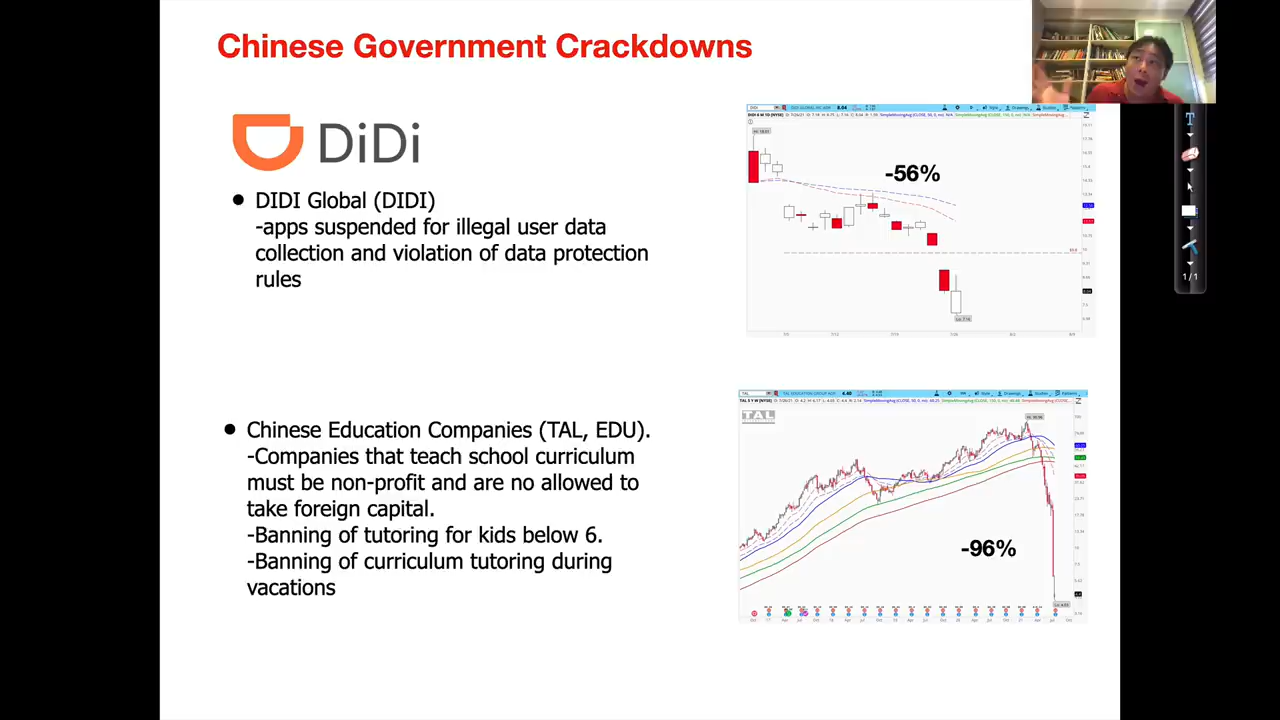 Chinese Government Crackdowns
DiDi
• DIDI Global (DIDI)
-apps suspended for illegal user data
collection and violation of data protection
rules
-56%
• Chinese Education Companies (TAL, EDU).
-Companies that teach school curriculum
must be non-profit and are no allowed to
take foreign capital.
-Banning of tutoring for kids below 6.
-Banning of curriculum tutoring during
vacations
TAL
-96%
1/1